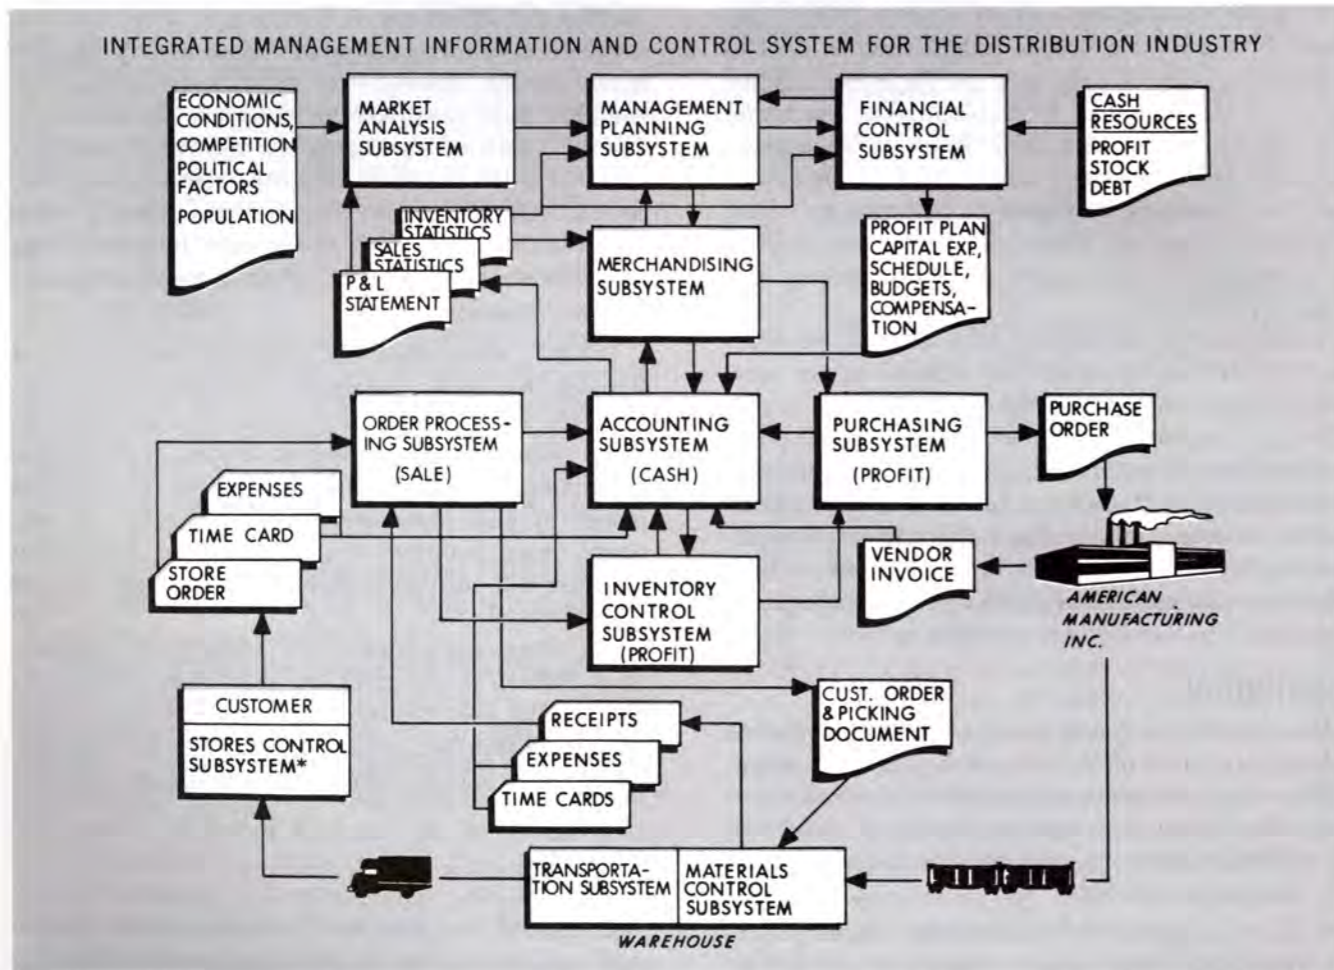 INTEGRATED MANAGEMENT INFORMATION AND CONTROL SYSTEM FOR THE DISTRIBUTION INDUSTRY
ECONOMIC
CONDITIONS,
COMPETITION
POLITICAL
FACTORS
POPULATION
MARKET
ANALYSIS
SUBSYSTEM
MANAGEMENT
PLANNING
SUBSYSTEM
FINANCIAL
CONTROL
SUBSYSTEM
CASH
RESOURCES
PROFIT
STOCK
DEBT
INVENTORY
STATISTICS
SALES
STATISTICS
P & L
STATEMENT
MERCHANDISING
SUBSYSTEM
PROFIT PLAN
CAPITAL EXP.,
SCHEDULE,
BUDGETS,
COMPENSA-
TION
ORDER PROCESS-
ING SUBSYSTEM
(SALE)
ACCOUNTING
SUBSYSTEM
(CASH)
PURCHASING
SUBSYSTEM
(PROFIT)
PURCHASE
ORDER
EXPENSES
TIME CARD
STORE
ORDER
INVENTORY
CONTROL
SUBSYSTEM
(PROFIT)
VENDOR
INVOICE
AMERICAN
MANUFACTURING
INC.
CUSTOMER
STORES CONTROL
SUBSYSTEM*
RECEIPTS
EXPENSES
TIME CARDS
CUST. ORDER
& PICKING
DOCUMENT
TRANSPORTA-
TION SUBSYSTEM
MATERIALS
CONTROL
SUBSYSTEM
WAREHOUSE